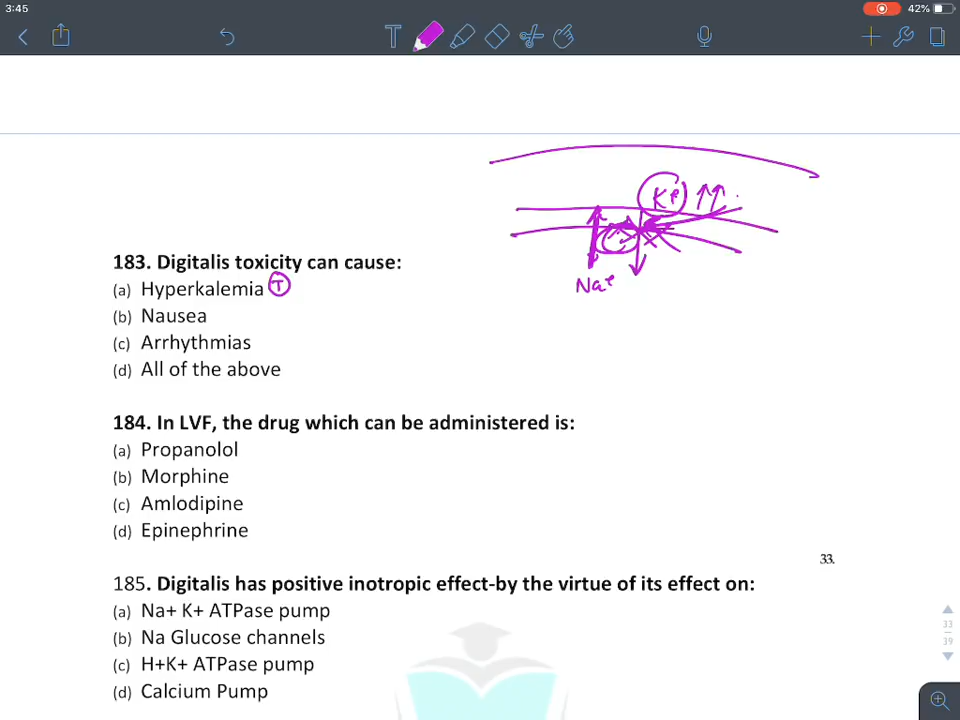 3:45
42%
T
K+ ↑↑
Na+
183. Digitalis toxicity can cause:
(a) Hyperkalemia T
(b) Nausea
(c) Arrhythmias
(d) All of the above
184. In LVF, the drug which can be administered is:
(a) Propanolol
(b) Morphine
(c) Amlodipine
(d) Epinephrine
33.
185. Digitalis has positive inotropic effect-by the virtue of its effect on:
(a) Na+ K+ ATPase pump
(b) Na Glucose channels
(c) H+K+ ATPase pump
(d) Calcium Pump
33
39